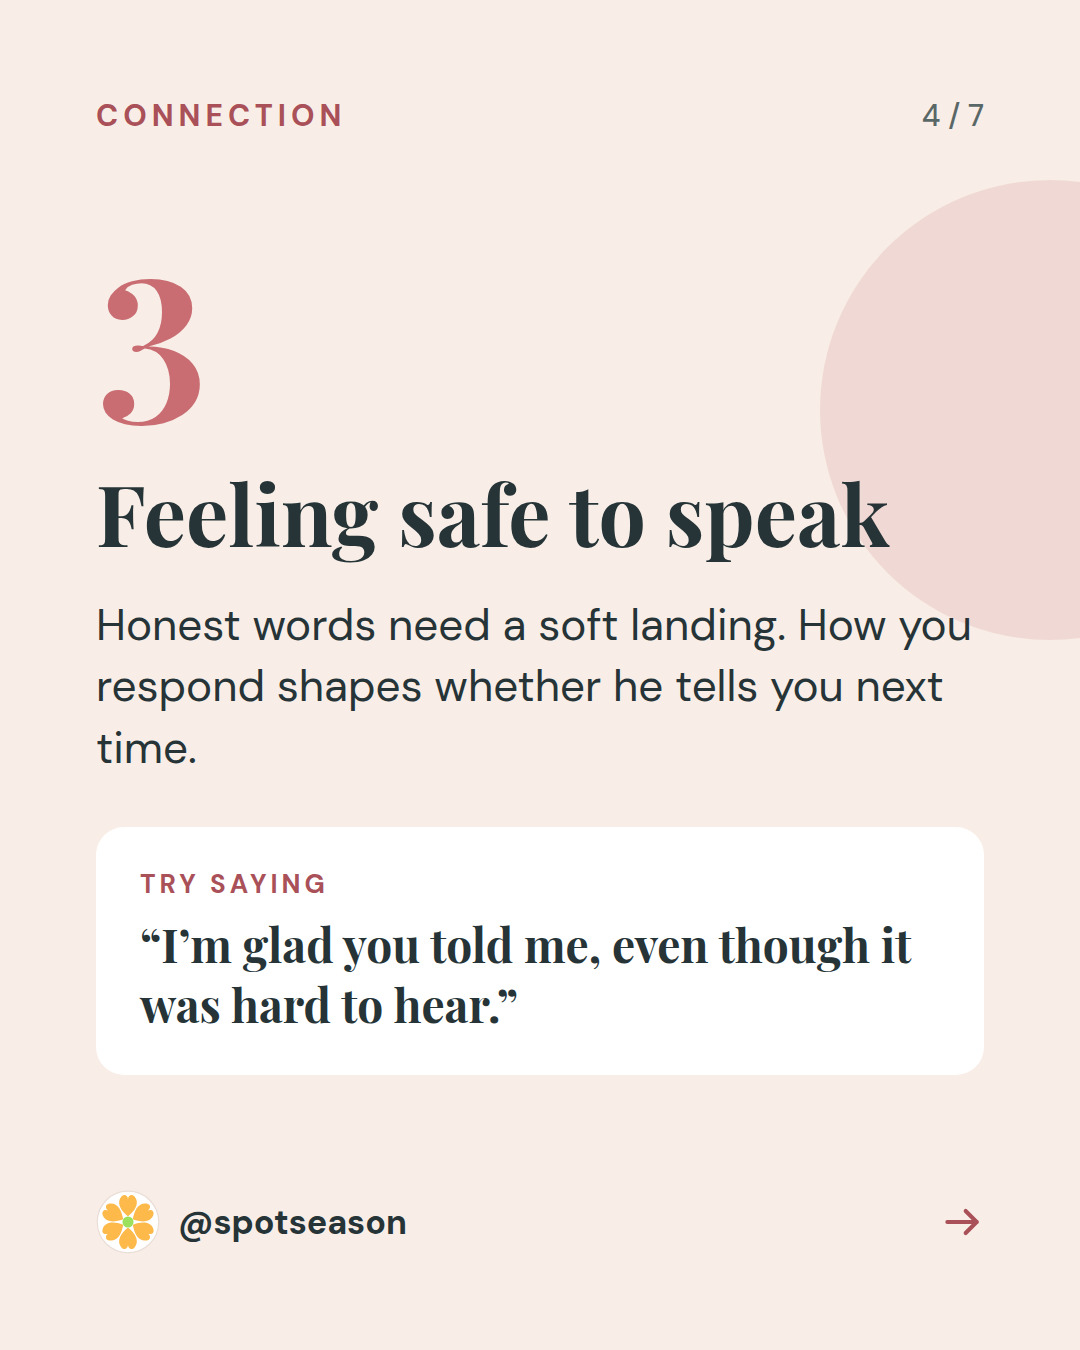 CONNECTION
4 / 7
3
Feeling safe to speak
Honest words need a soft landing. How you
respond shapes whether he tells you next
time.
TRY SAYING
“I’m glad you told me, even though it
was hard to hear.”
@spotseason